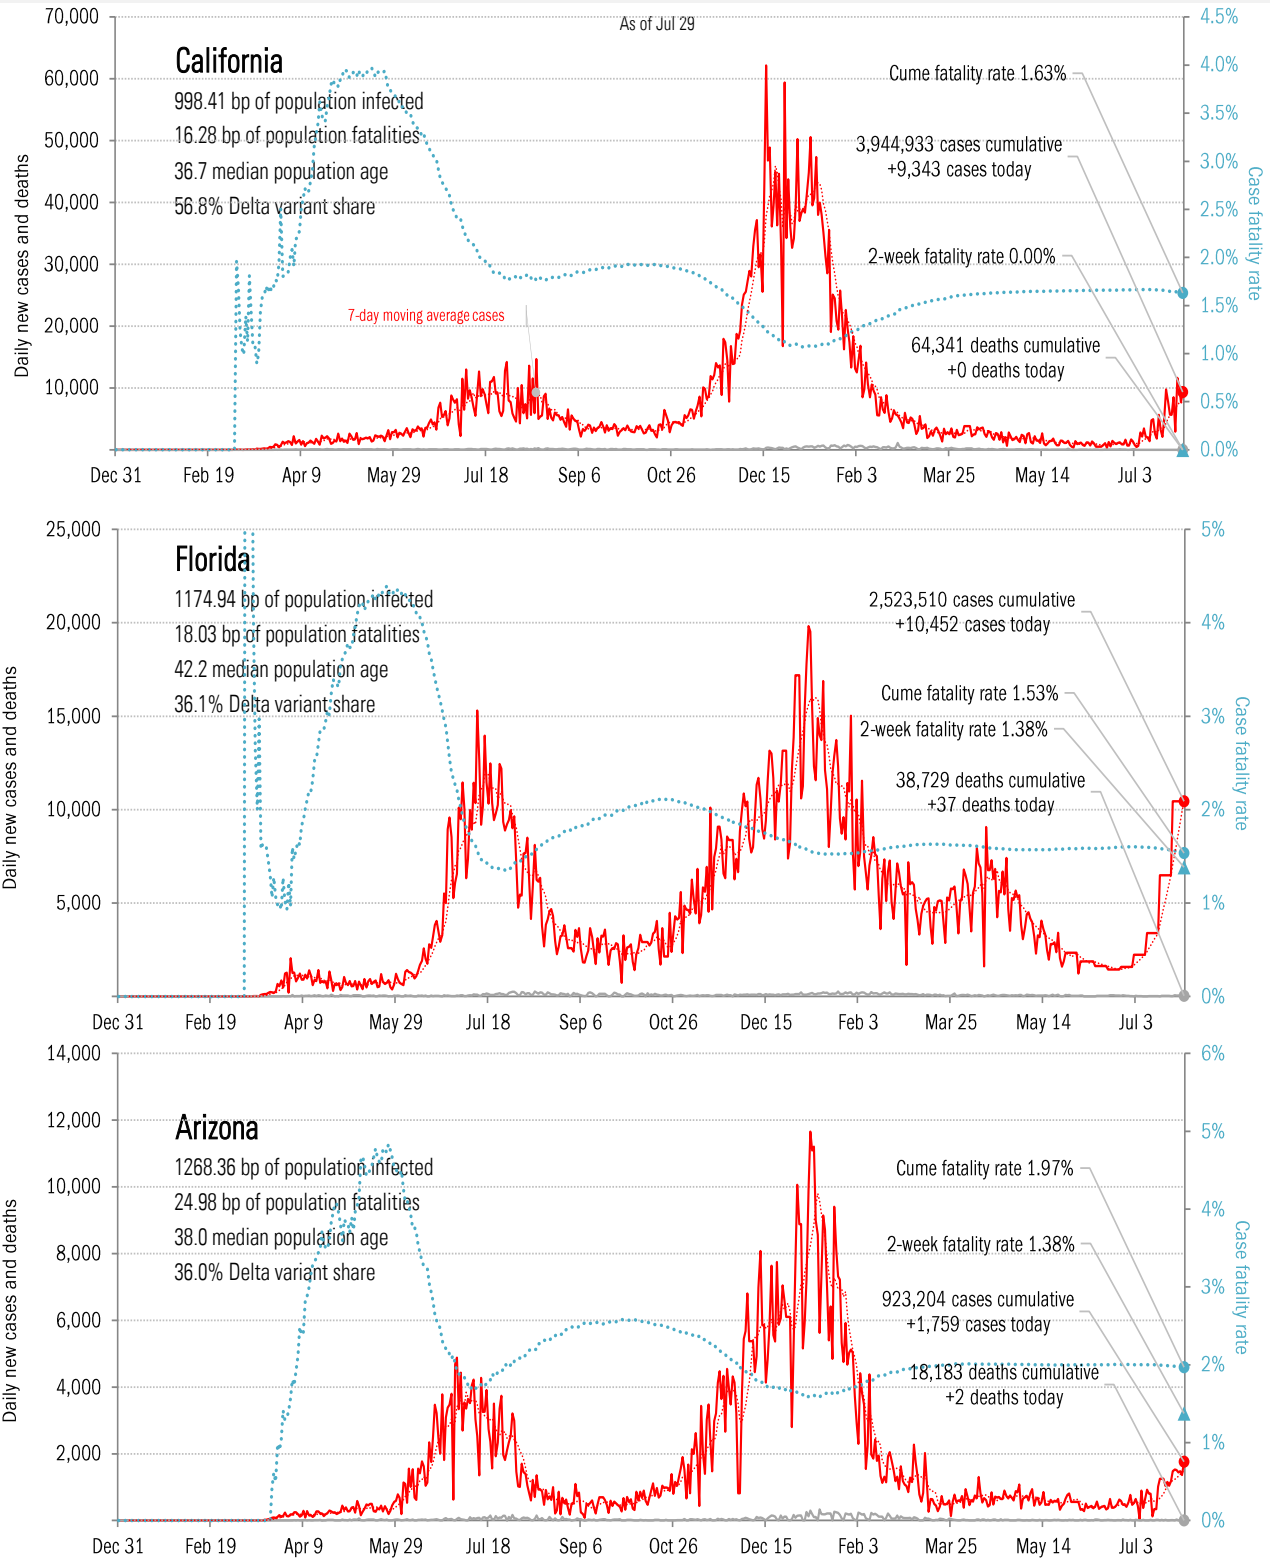 As of Jul 29
California
998.41 bp of population infected
16.28 bp of population fatalities
36.7 median population age
56.8% Delta variant share
7-day moving average cases
Cume fatality rate 1.63%
3,944,933 cases cumulative
+9,343 cases today
2-week fatality rate 0.00%
64,341 deaths cumulative
+0 deaths today
Daily new cases and deaths
70,000
60,000
50,000
40,000
30,000
20,000
10,000
-
4.5%
4.0%
3.5%
3.0%
2.5%
2.0%
1.5%
1.0%
0.5%
0.0%
Case fatality rate
Dec 31 Feb 19 Apr 9 May 29 Jul 18 Sep 6 Oct 26 Dec 15 Feb 3 Mar 25 May 14 Jul 3
Florida
1174.94 bp of population infected
18.03 bp of population fatalities
42.2 median population age
36.1% Delta variant share
2,523,510 cases cumulative
+10,452 cases today
Cume fatality rate 1.53%
2-week fatality rate 1.38%
38,729 deaths cumulative
+37 deaths today
Daily new cases and deaths
25,000
20,000
15,000
10,000
5,000
-
5%
4%
3%
2%
1%
0%
Case fatality rate
Dec 31 Feb 19 Apr 9 May 29 Jul 18 Sep 6 Oct 26 Dec 15 Feb 3 Mar 25 May 14 Jul 3
Arizona
1268.36 bp of population infected
24.98 bp of population fatalities
38.0 median population age
36.0% Delta variant share
Cume fatality rate 1.97%
2-week fatality rate 1.38%
923,204 cases cumulative
+1,759 cases today
18,183 deaths cumulative
+2 deaths today
Daily new cases and deaths
14,000
12,000
10,000
8,000
6,000
4,000
2,000
-
6%
5%
4%
3%
2%
1%
0%
Case fatality rate
Dec 31 Feb 19 Apr 9 May 29 Jul 18 Sep 6 Oct 26 Dec 15 Feb 3 Mar 25 May 14 Jul 3